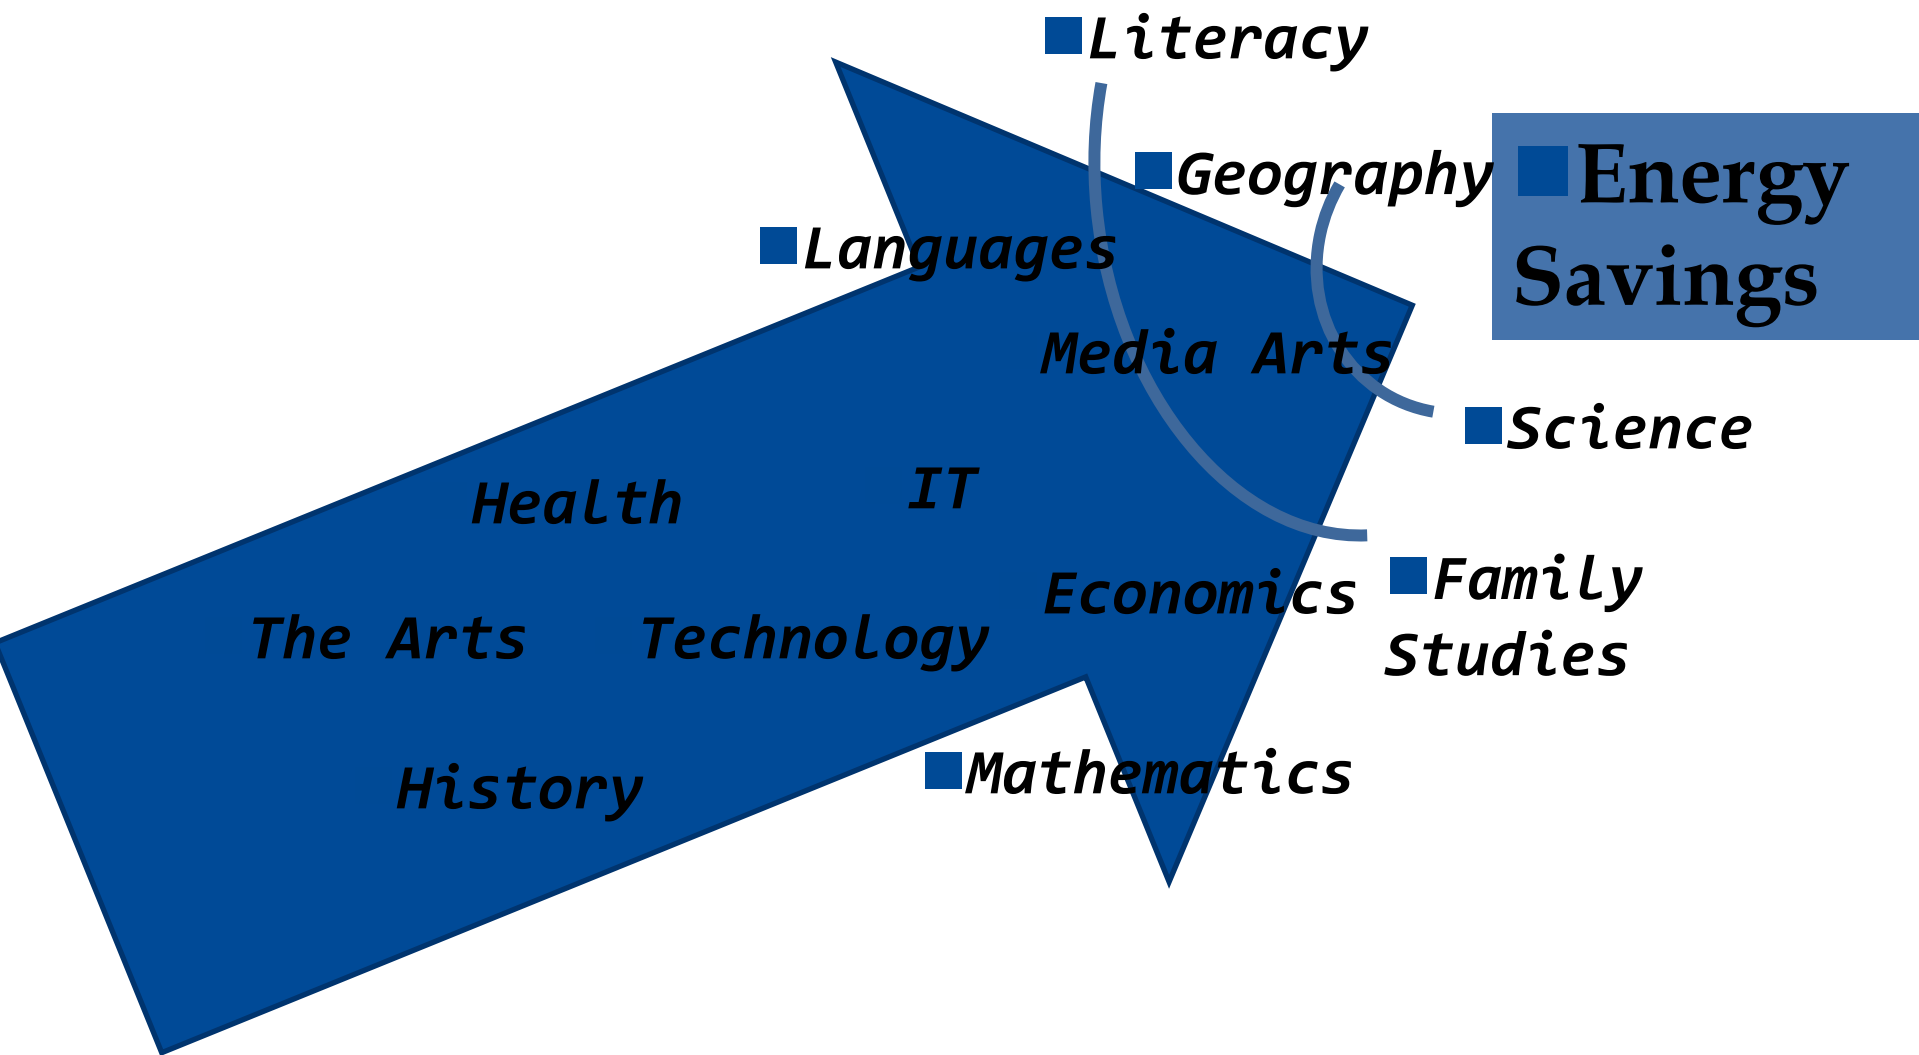 Literacy
Geography
Energy
Savings
Languages
Media Arts
Science
Health
IT
Family
Studies
Economics
The Arts
Technology
History
Mathematics